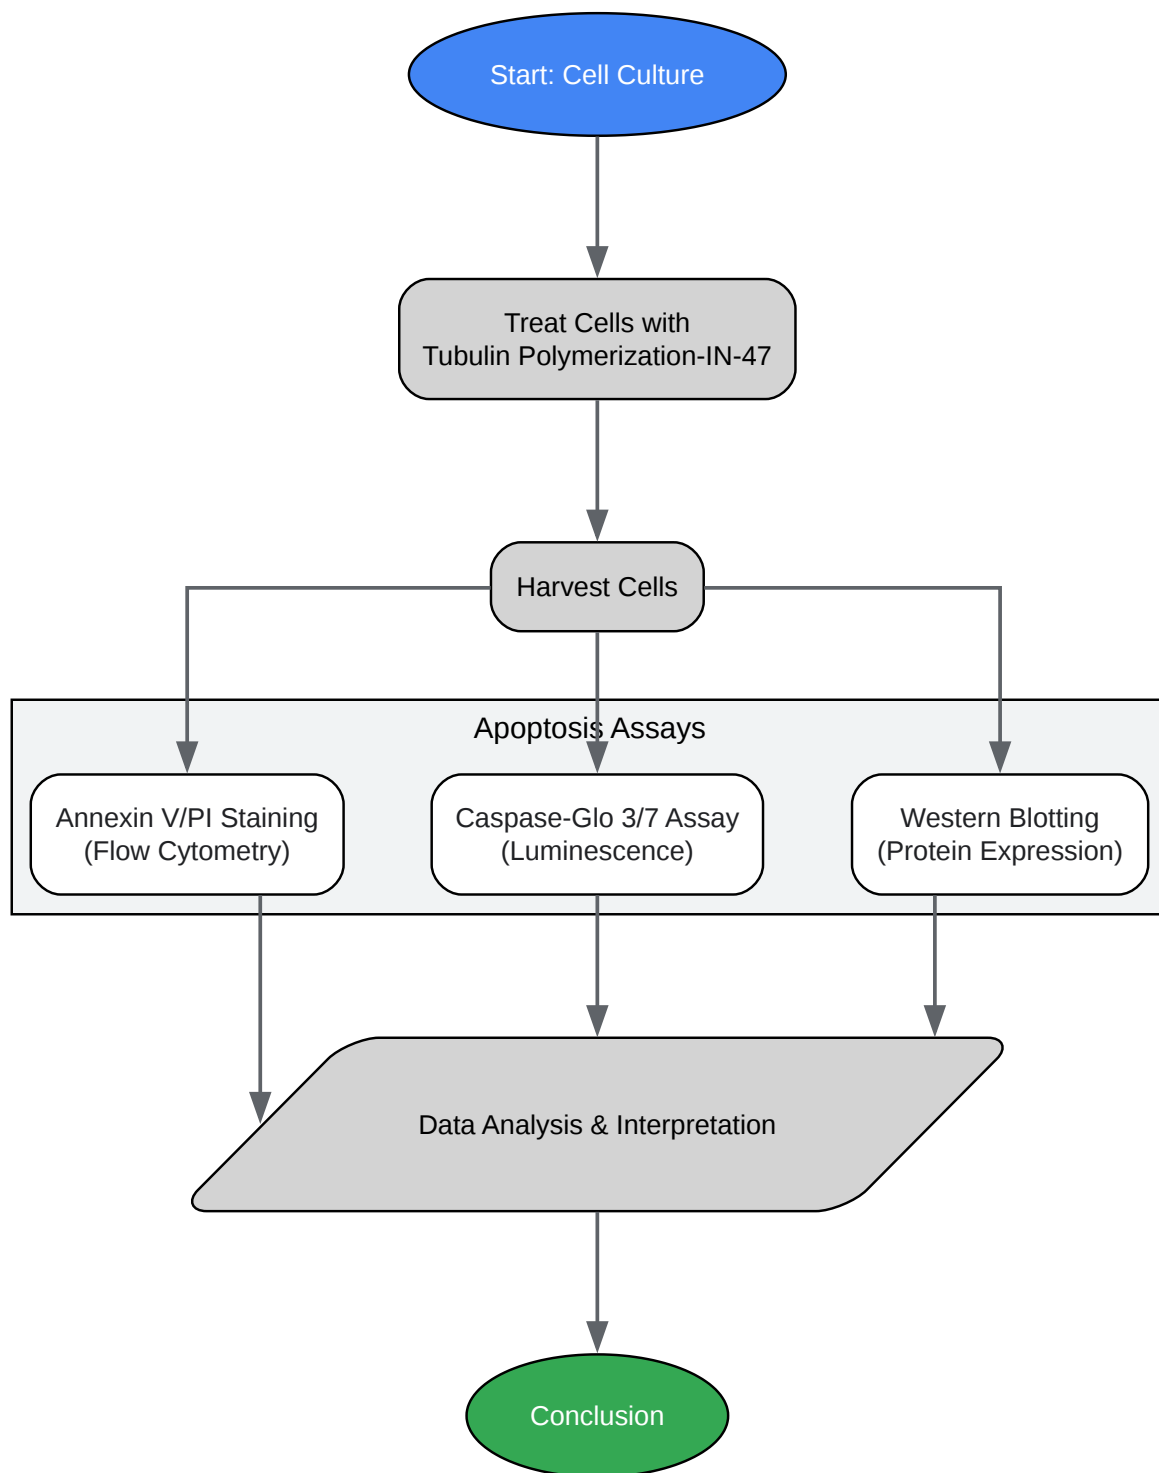 Start: Cell Culture
Treat Cells with
Tubulin Polymerization-IN-47
Harvest Cells
Apoptosis Assays
Annexin V/PI Staining
(Flow Cytometry)
Caspase-Glo 3/7 Assay
(Luminescence)
Western Blotting
(Protein Expression)
Data Analysis & Interpretation
Conclusion